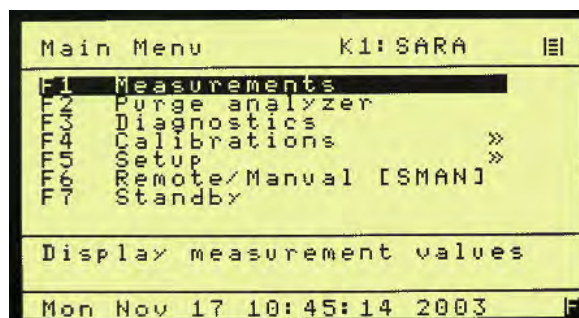 Main Menu K1:SARA
F1 Measurements
F2 Purge analyzer
F3 Diagnostics
F4 Calibrations »
F5 Setup »
F6 Remote/Manual [SMAN]
F7 Standby
Display measurement values
Mon Nov 17 10:45:14 2003